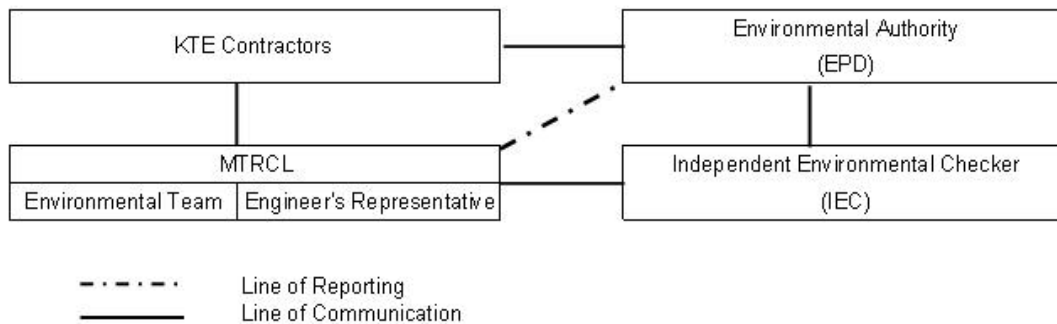 KTE Contractors
Environmental Authority
(EPD)
MTRCL
Environmental Team
Engineer's Representative
Independent Environmental Checker
(IEC)
Line of Reporting
Line of Communication